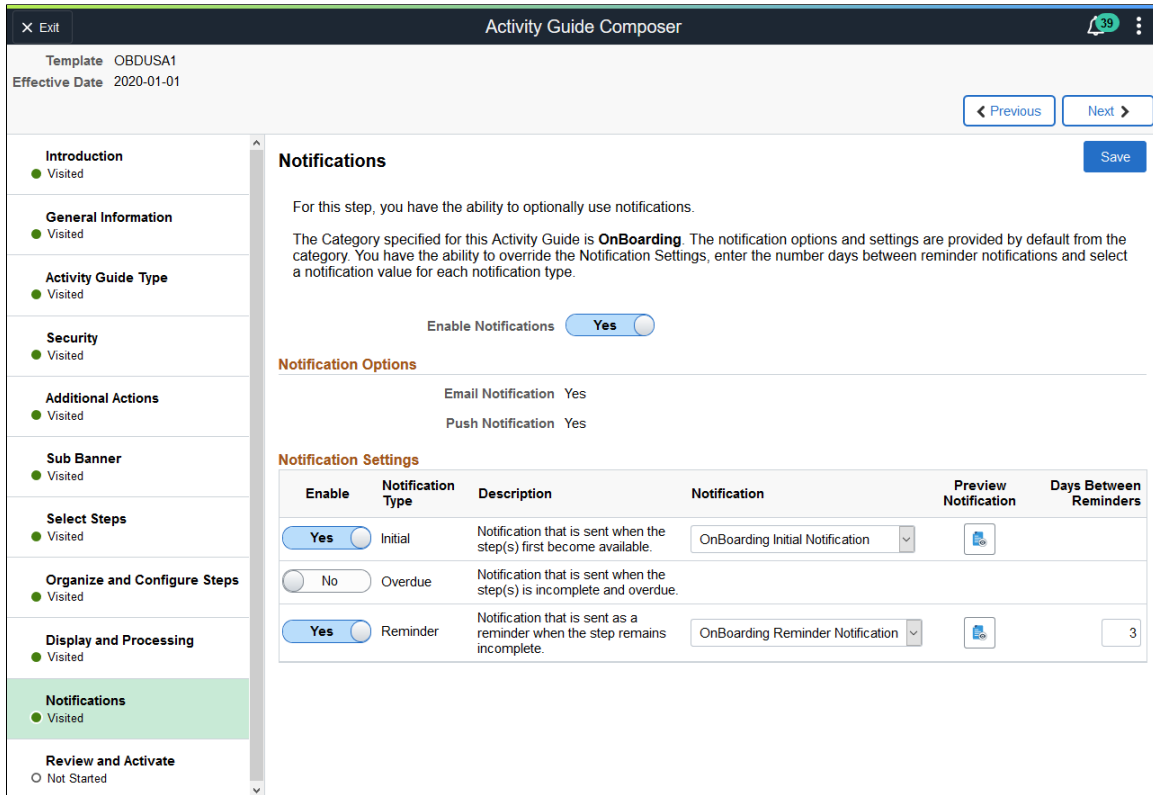 Exit
Activity Guide Composer
39
Template OBDUSA1
Effective Date 2020-01-01
Previous
Next
Introduction
Visited
General Information
Visited
Activity Guide Type
Visited
Security
Visited
Additional Actions
Visited
Sub Banner
Visited
Select Steps
Visited
Organize and Configure Steps
Visited
Display and Processing
Visited
Notifications
Visited
Review and Activate
Not Started
Notifications
Save
For this step, you have the ability to optionally use notifications.
The Category specified for this Activity Guide is OnBoarding. The notification options and settings are provided by default from the
category. You have the ability to override the Notification Settings, enter the number days between reminder notifications and select
a notification value for each notification type.
Enable Notifications Yes
Notification Options
Email Notification Yes
Push Notification Yes
Notification Settings
Enable
Notification
Type
Description
Notification
Preview
Notification
Days Between
Reminders
Yes
Initial
Notification that is sent when the
step(s) first become available.
OnBoarding Initial Notification
No
Overdue
Notification that is sent when the
step(s) is incomplete and overdue.
Yes
Reminder
Notification that is sent as a
reminder when the step remains
incomplete.
OnBoarding Reminder Notification
3